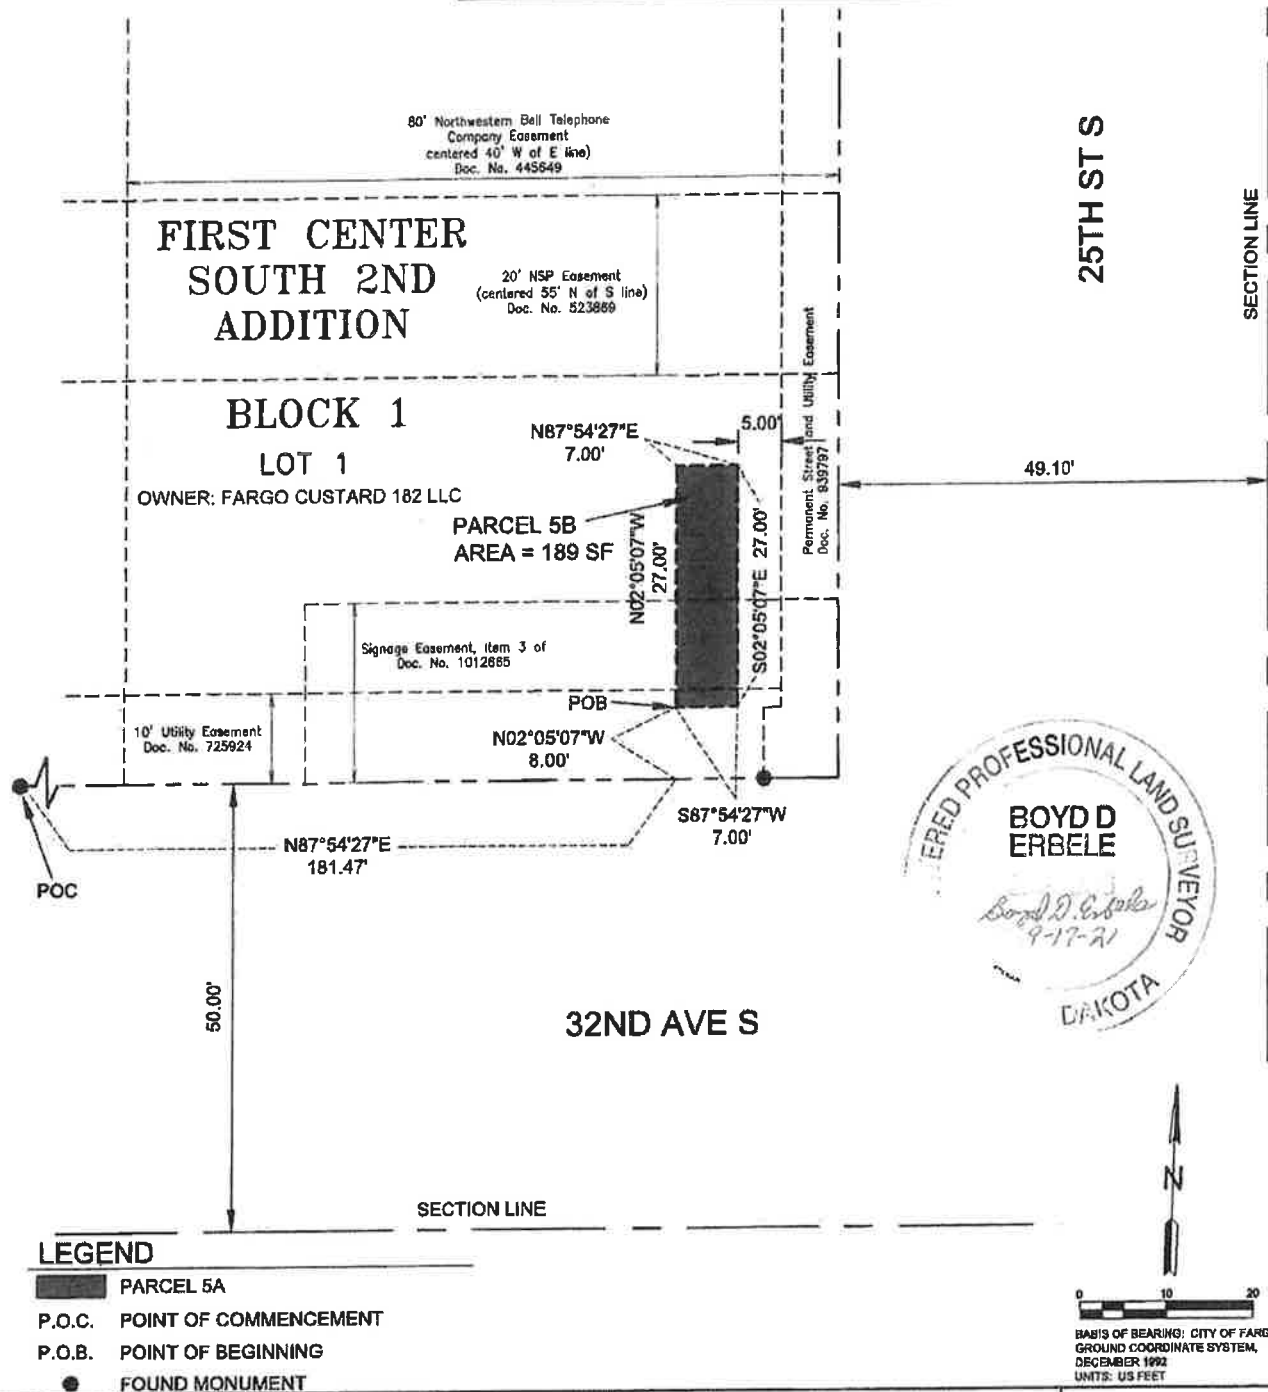 80' Northwestern Bell Telephone
Company Easement
centered 40' W of E line)
Doc. No. 445649
FIRST CENTER
SOUTH 2ND
ADDITION
20' NSP Easement
(centered 55' N of S line)
Doc. No. 523869
25TH ST S
SECTION LINE
BLOCK 1
LOT 1
OWNER: FARGO CUSTARD 182 LLC
N87°54'27"E
7.00'
5.00'
Permanent Street and Utility Easement
Doc. No. 939797
49.10'
PARCEL 5B
AREA = 189 SF
N02°05'07"W
27.00'
S02°05'07"E 27.00'
Signage Easement, Item 3 of
Doc. No. 1012665
POB
10' Utility Easement
Doc. No. 725924
N02°05'07"W
8.00'
S87°54'27"W
7.00'
N87°54'27"E
181.47'
POC
PROFESSIONAL LAND SURVEYOR
BOYD D
ERBELE
Boyd D. Erbele
9-17-21
DAKOTA
50.00'
32ND AVE S
SECTION LINE
N
LEGEND
PARCEL 5A
P.O.C. POINT OF COMMENCEMENT
P.O.B. POINT OF BEGINNING
FOUND MONUMENT
0 10 20
BASIS OF BEARING: CITY OF FARG
GROUND COORDINATE SYSTEM,
DECEMBER 1992
UNITS: US FEET